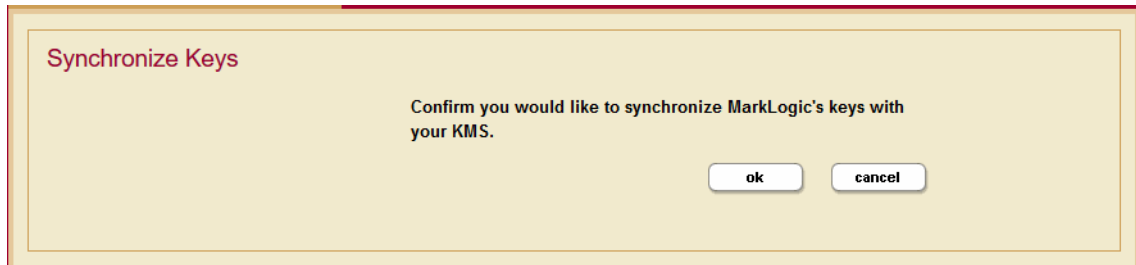 Synchronize Keys
Confirm you would like to synchronize MarkLogic's keys with
your KMS.
ok cancel